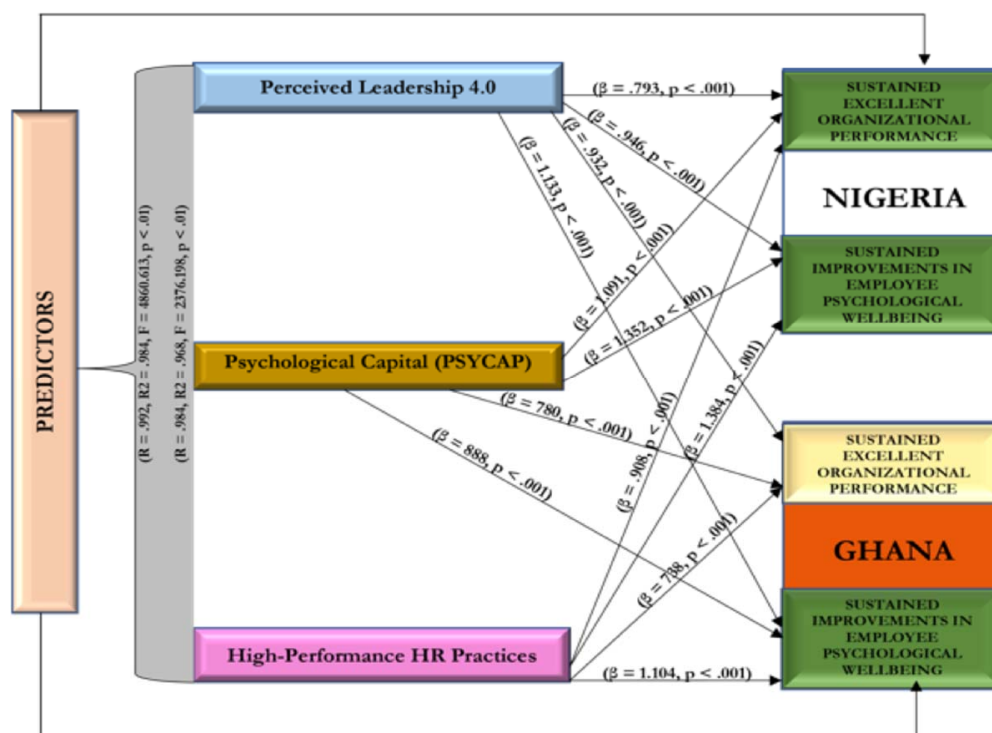 PREDICTORS
(R = .992, R2 = .984, F = 4860.613, p < .01)
(R = .984, R2 = .968, F = 2376.198, p < .01)
Perceived Leadership 4.0
Psychological Capital (PSYCAP)
High-Performance HR Practices
(β = .793, p < .001)
(β = .946, p < .001)
(β = .932, p < .001)
(β = 1.133, p < .001)
(β = 1.091, p < .001)
(β = 1.352, p < .001)
(β = 780, p < .001)
(β = 888, p < .001)
(β = .908, p < .001)
(β = 1.384, p < .001)
(β = 738, p < .001)
(β = 1.104, p < .001)
SUSTAINED
EXCELLENT
ORGANIZATIONAL
PERFORMANCE
NIGERIA
SUSTAINED
IMPROVEMENTS IN
EMPLOYEE
PSYCHOLOGICAL
WELLBEING
SUSTAINED
EXCELLENT
ORGANIZATIONAL
PERFORMANCE
GHANA
SUSTAINED
IMPROVEMENTS IN
EMPLOYEE
PSYCHOLOGICAL
WELLBEING